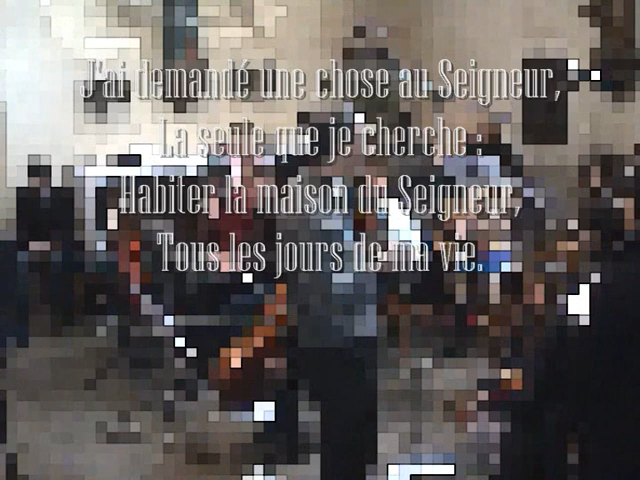 J'ai demandé une chose au Seigneur,
La seule que je cherche :
Habiter la maison du Seigneur,
Tous les jours de ma vie.